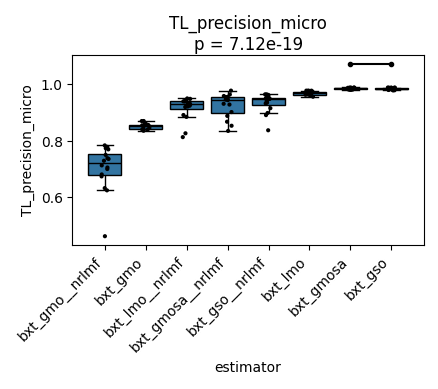 TL_precision_micro
p = 7.12e-19
TL_precision_micro
1.0
0.8
0.6
bxt_gmo__nrlmf
bxt_gmo
bxt_lmo__nrlmf
bxt_gmosa__nrlmf
bxt_gso__nrlmf
bxt_lmo
bxt_gmosa
bxt_gso
estimator